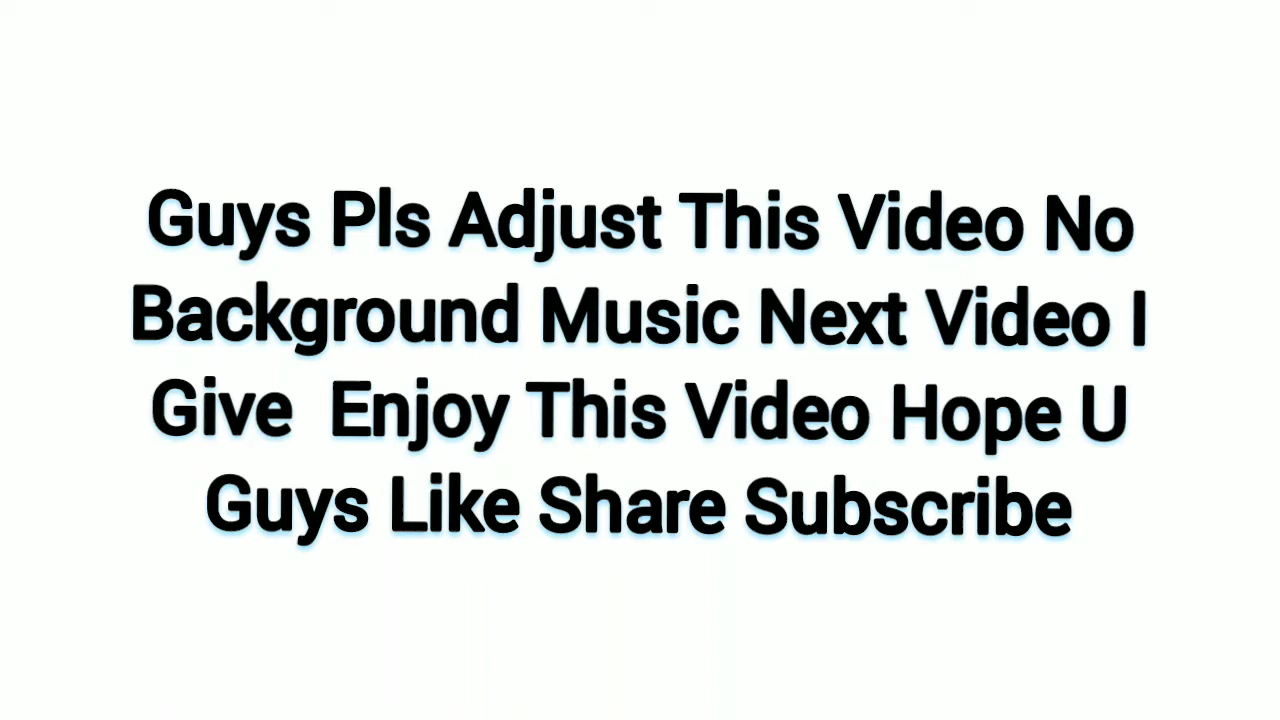 Guys Pls Adjust This Video No
Background Music Next Video I
Give  Enjoy This Video Hope U
Guys Like Share Subscribe